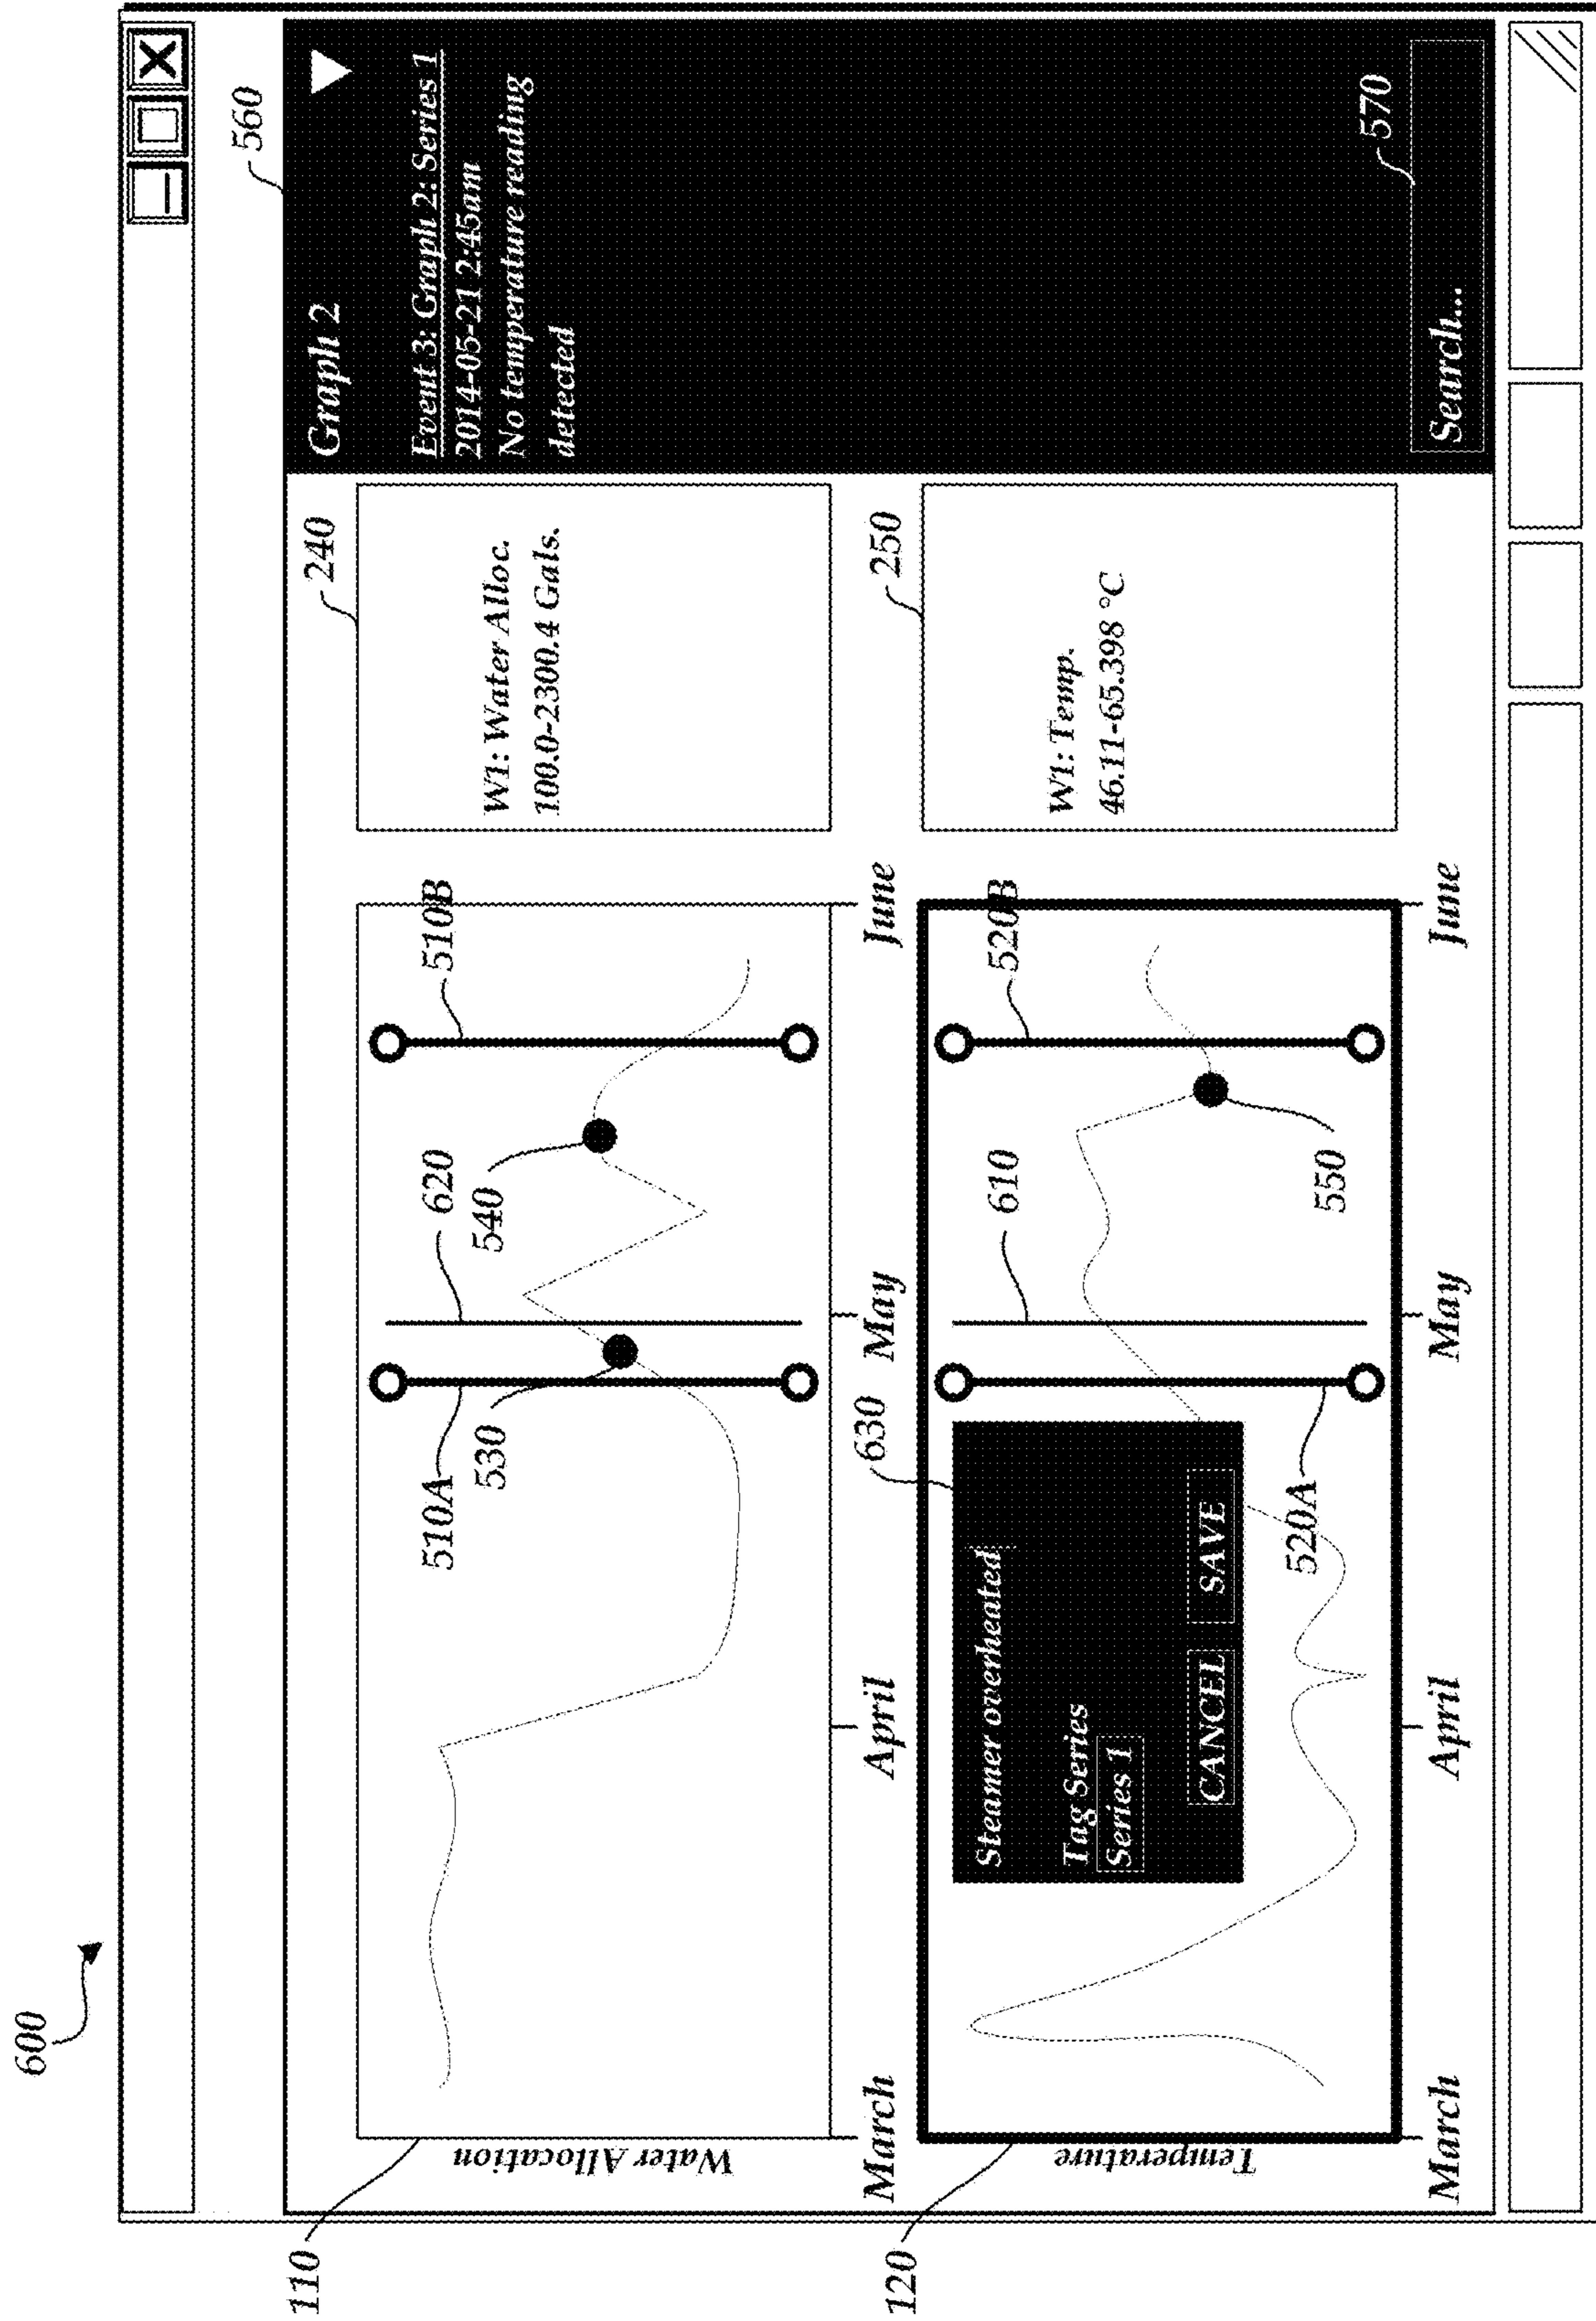 600
560
Graph 2
Event 3: Graph 2: Series 1
2014-05-21 2:45am
No temperature reading
detected
Search...
570
110
Water Allocation
510A
530
620
540
510B
240
W1: Water Alloc.
100.0-2300.4 Gals.
March
April
May
June
120
Temperature
630
Steamer overheated
Tag Series
Series 1
CANCEL
SAVE
520A
610
550
520B
250
W1: Temp.
46.11-65.398 °C
March
April
May
June